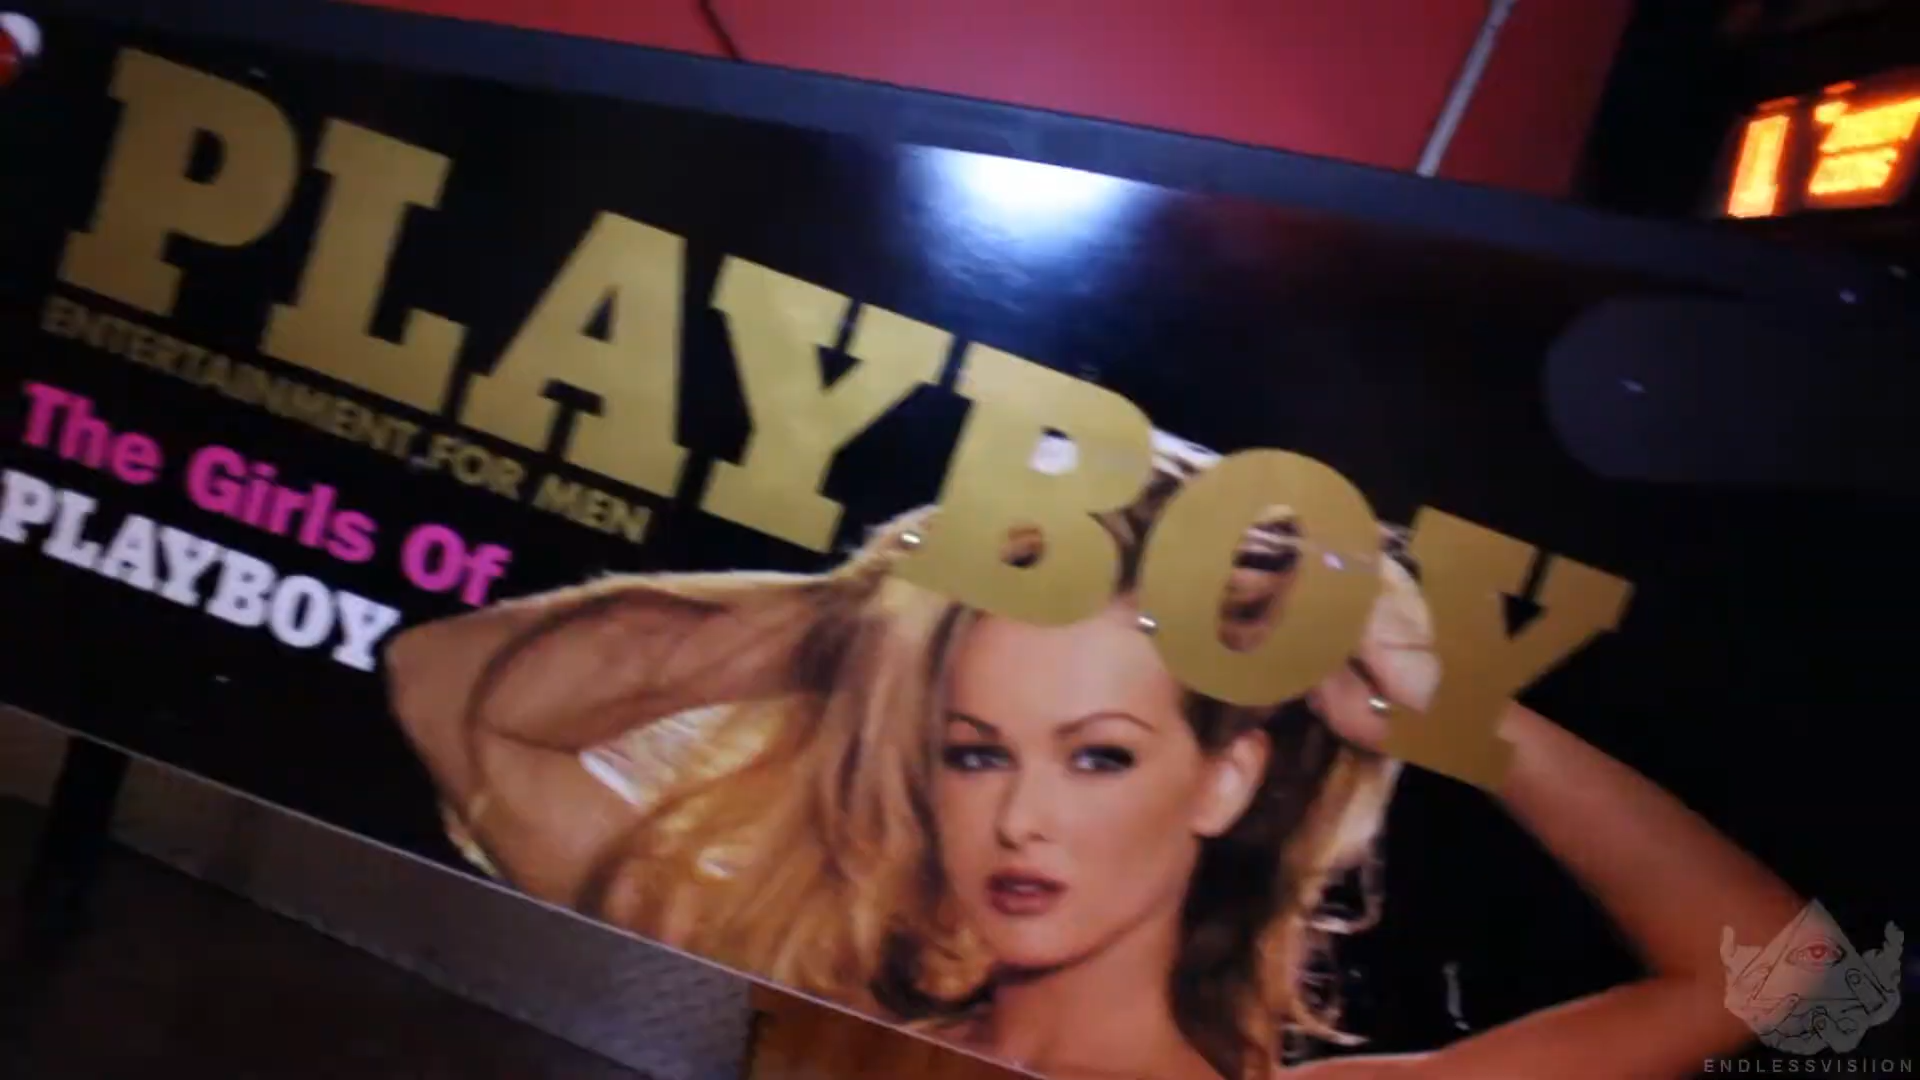 PLAYBOY
ENTERTAINMENT FOR MEN
The Girls Of
PLAYBOY
ENDLESSVISIION